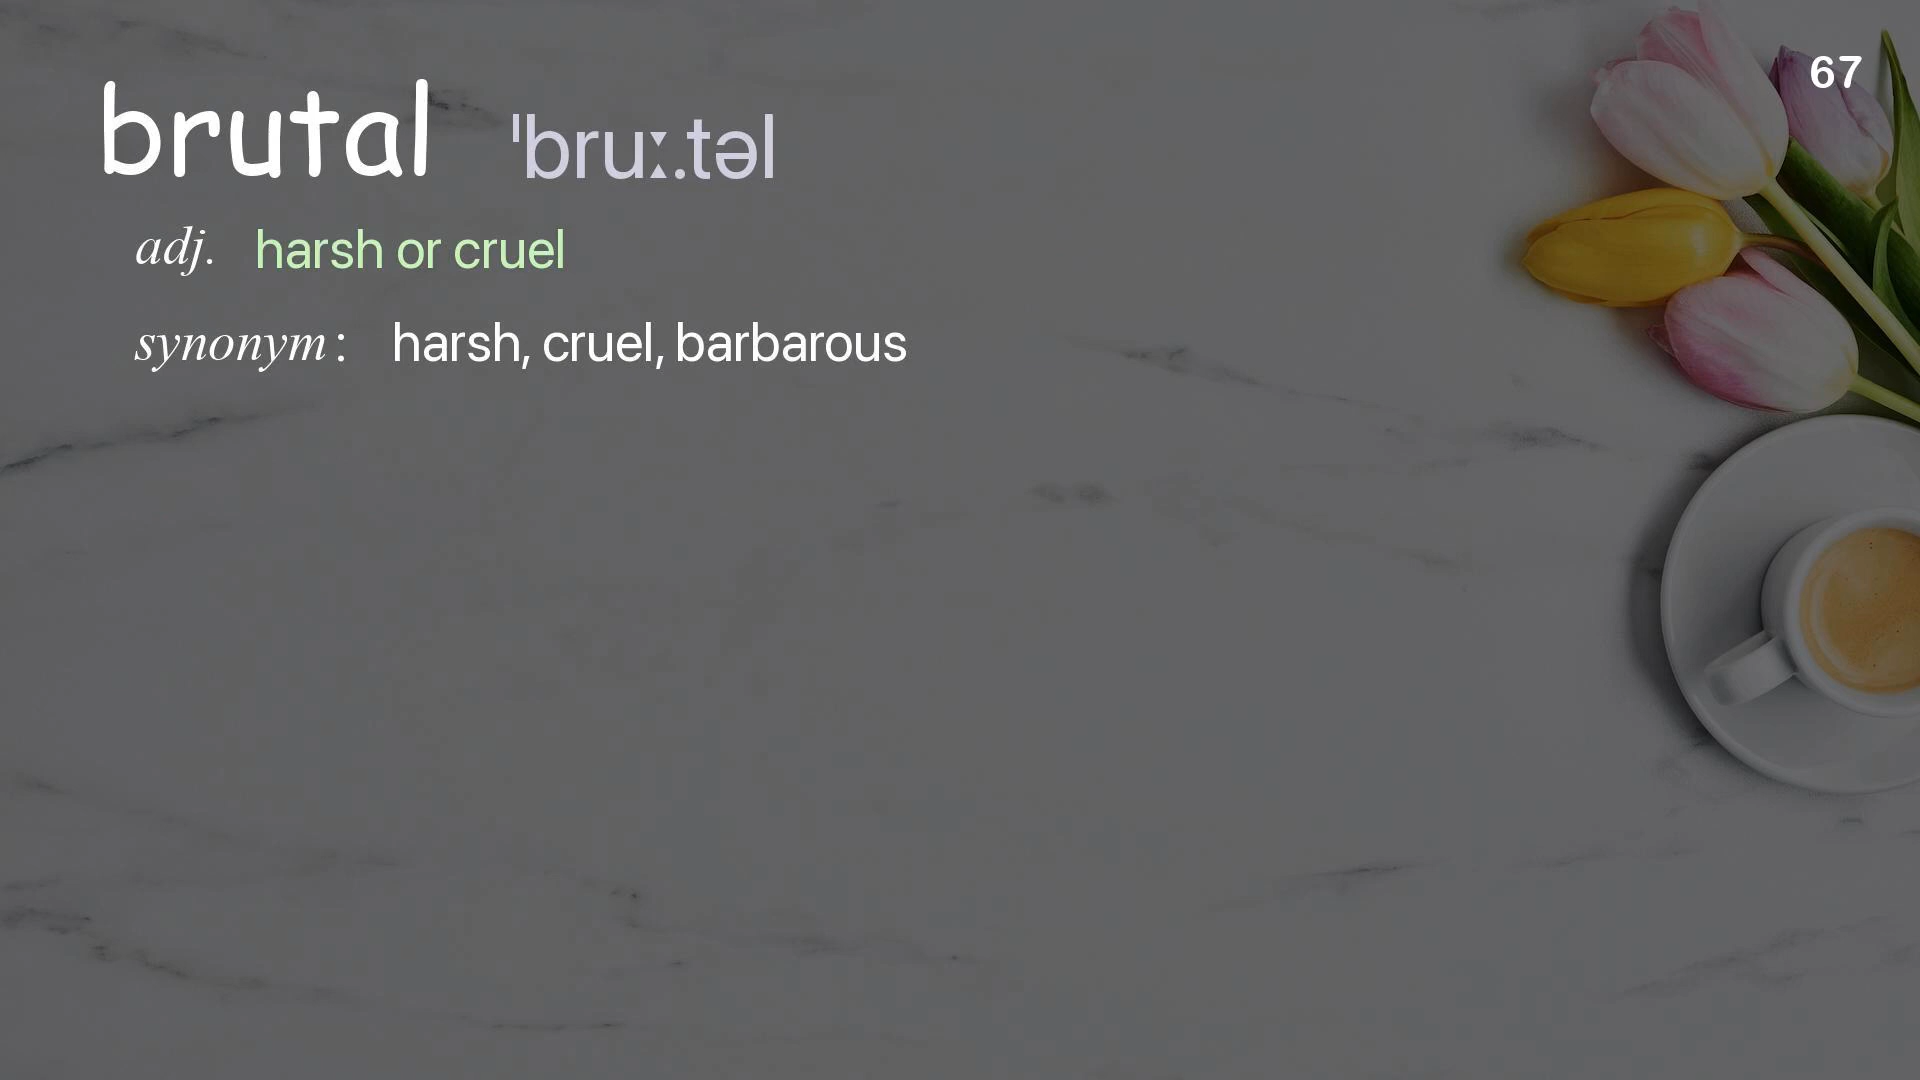 67
brutal ˈbruː.təl
adj. harsh or cruel
synonym : harsh, cruel, barbarous